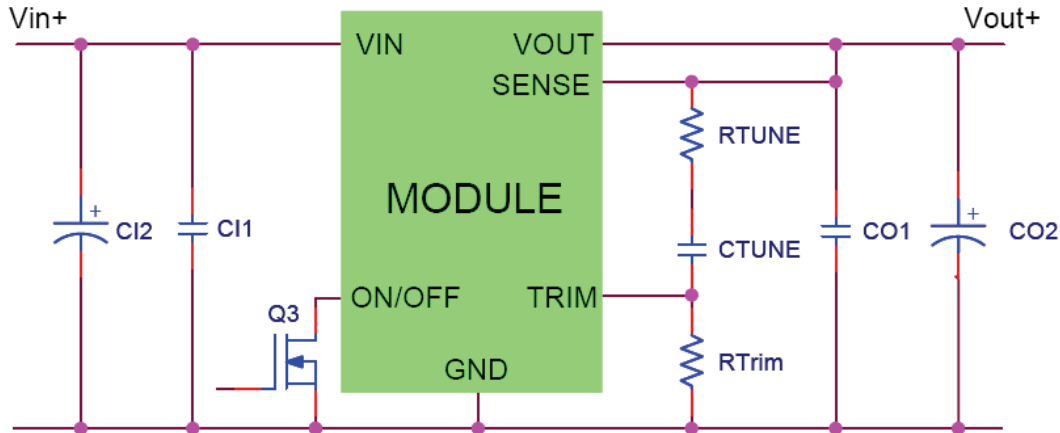 Vin+
Vout+
VIN
VOUT
SENSE
RTUNE
MODULE
+
CI2
CI1
CTUNE
CO1
+
CO2
ON/OFF
TRIM
Q3
RTrim
GND